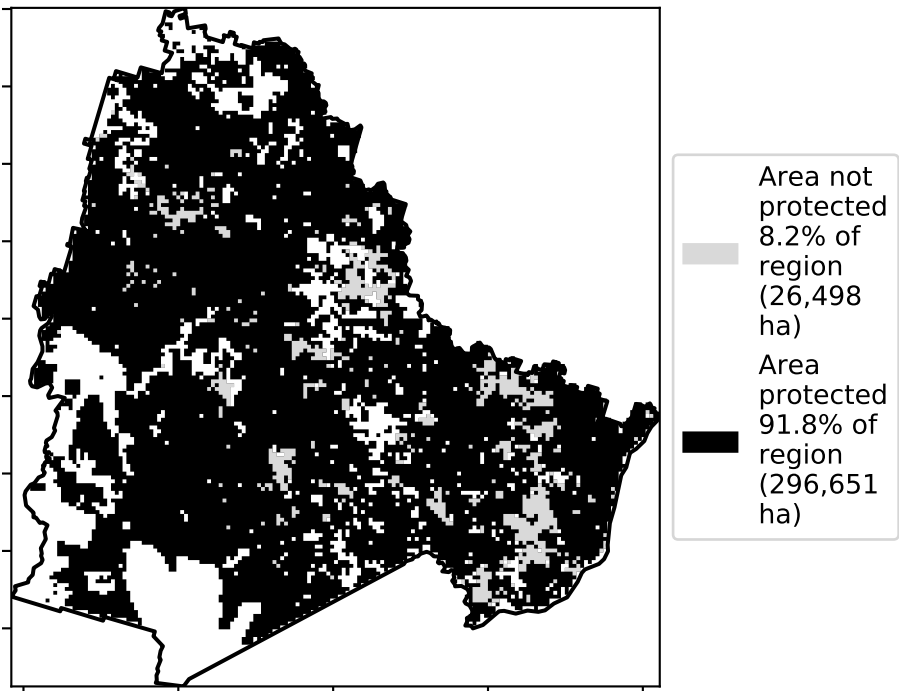 Area not
protected
8.2% of
region
(26,498
ha)
Area
protected
91.8% of
region
(296,651
ha)